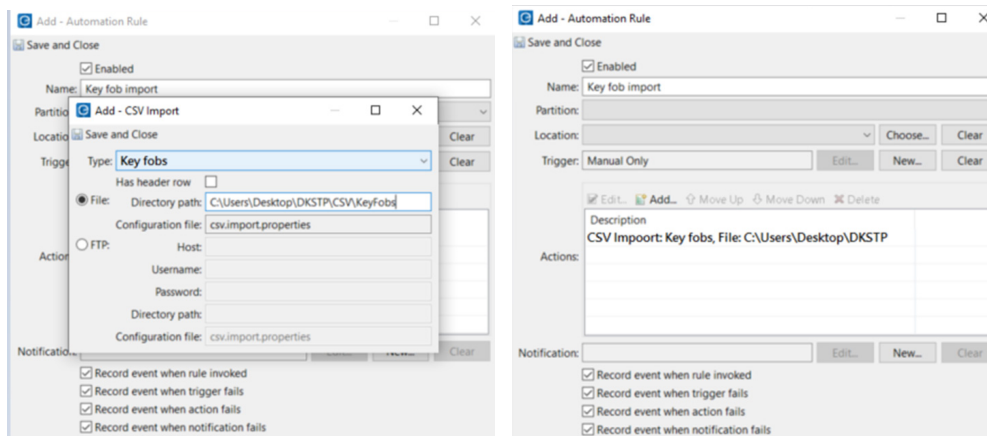 Add - Automation Rule
Save and Close
Enabled
Name: Key fob import
Partitio
Locatio Clear
Trigge Clear
Action
Add - CSV Import
Save and Close
Type: Key fobs
Has header row
File: Directory path: C:\Users\Desktop\DKSTP\CSV\KeyFobs
Configuration file: csv.import.properties
FTP: Host:
Username:
Password:
Directory path:
Configuration file: csv.import.properties
Notification: Clear
Record event when rule invoked
Record event when trigger fails
Record event when action fails
Record event when notification fails
Add - Automation Rule
Save and Close
Enabled
Name: Key fob import
Partition:
Location: Choose... Clear
Trigger: Manual Only Edit... New... Clear
Edit... Add... Move Up Move Down Delete
Description
CSV Impoort: Key fobs, File: C:\Users\Desktop\DKSTP
Actions:
Notification: Edit... New... Clear
Record event when rule invoked
Record event when trigger fails
Record event when action fails
Record event when notification fails